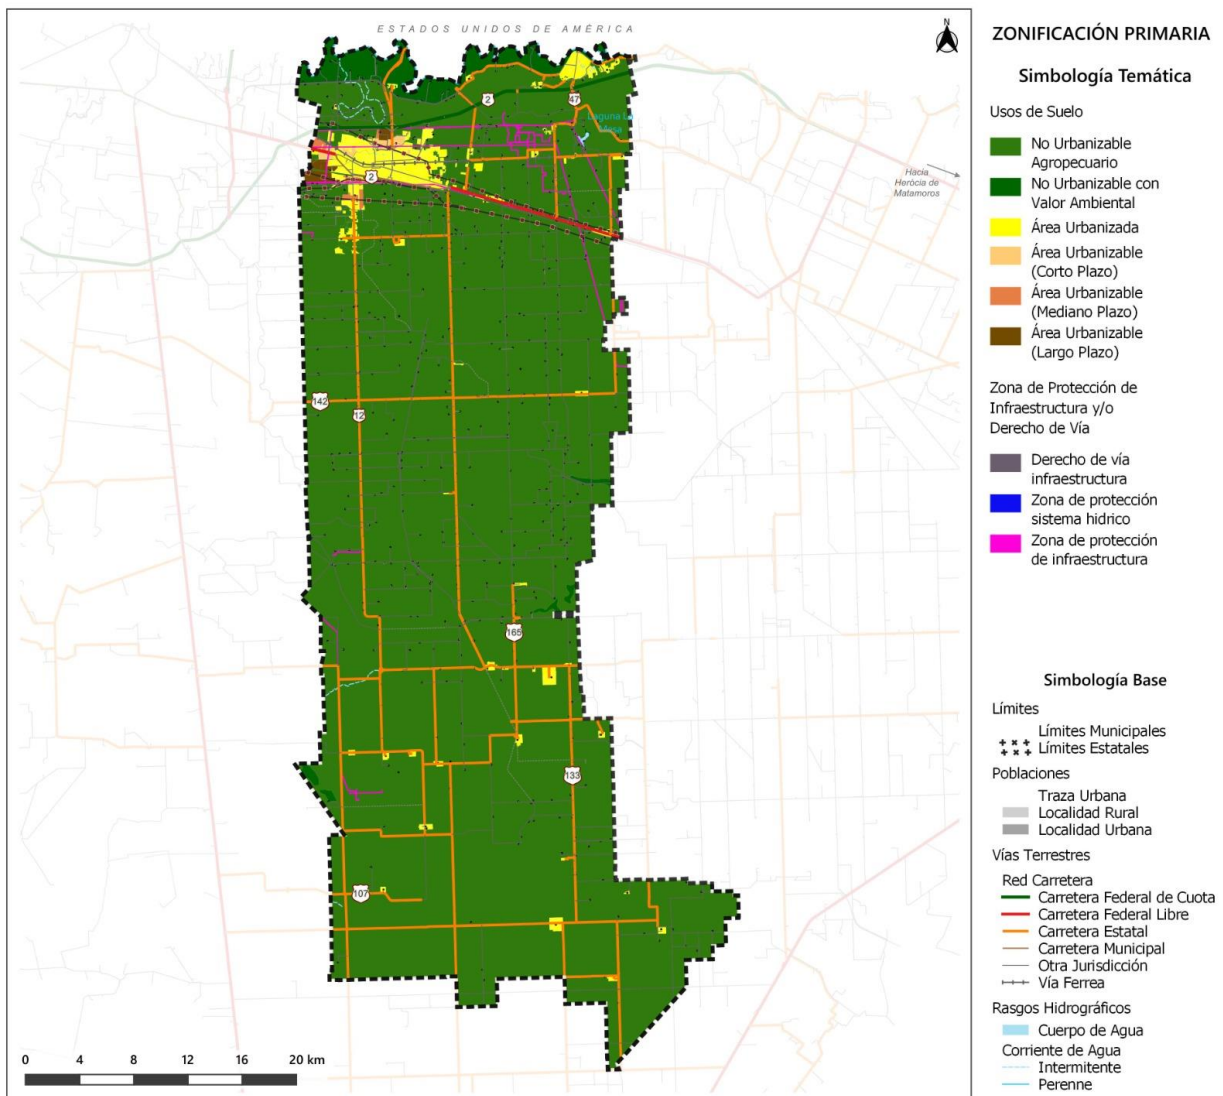 ESTADOS UNIDOS DE AMÉRICA
N
2
47
Laguna La
Mesa
2
Hacia
Heróica de
Matamoros
142
12
165
133
107
0 4 8 12 16 20 km
ZONIFICACIÓN PRIMARIA
Simbología Temática
Usos de Suelo
No Urbanizable
Agropecuario
No Urbanizable con
Valor Ambiental
Área Urbanizada
Área Urbanizable
(Corto Plazo)
Área Urbanizable
(Mediano Plazo)
Área Urbanizable
(Largo Plazo)
Zona de Protección de
Infraestructura y/o
Derecho de Vía
Derecho de vía
infraestructura
Zona de protección
sistema hidrico
Zona de protección
de infraestructura
Simbología Base
Límites
Límites Municipales
Límites Estatales
Poblaciones
Traza Urbana
Localidad Rural
Localidad Urbana
Vías Terrestres
Red Carretera
Carretera Federal de Cuota
Carretera Federal Libre
Carretera Estatal
Carretera Municipal
Otra Jurisdicción
Vía Ferrea
Rasgos Hidrográficos
Cuerpo de Agua
Corriente de Agua
Intermitente
Perenne